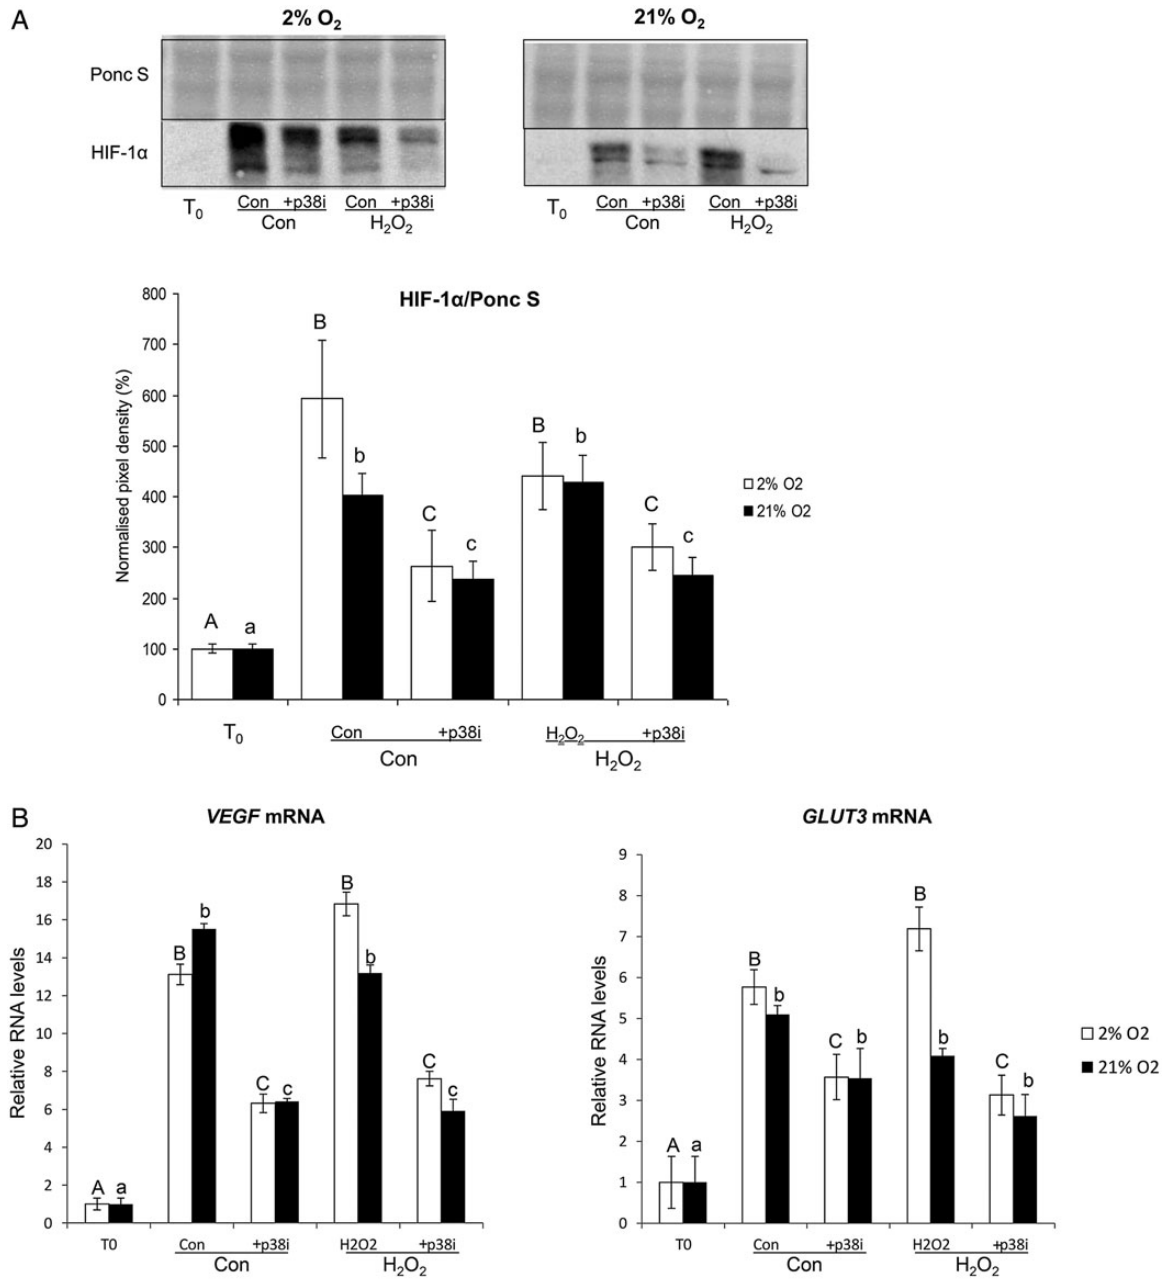 A
2% O2
21% O2
Ponc S
HIF-1α
T0
Con +p38i
Con
Con +p38i
H2O2
T0
Con +p38i
Con
Con +p38i
H2O2
HIF-1α/Ponc S
Normalised pixel density (%)
800
700
600
500
400
300
200
100
0
A
a
B
b
C
c
B
b
C
c
2% O2
21% O2
T0
Con +p38i
Con
H2O2 +p38i
H2O2
B
VEGF mRNA
Relative RNA levels
20
18
16
14
12
10
8
6
4
2
0
A
a
B
b
C
c
B
b
C
c
T0
Con +p38i
Con
H2O2 +p38i
H2O2
GLUT3 mRNA
Relative RNA levels
9
8
7
6
5
4
3
2
1
0
A
a
B
b
C
b
B
b
C
b
T0
Con +p38i
Con
H2O2 +p38i
H2O2
2% O2
21% O2